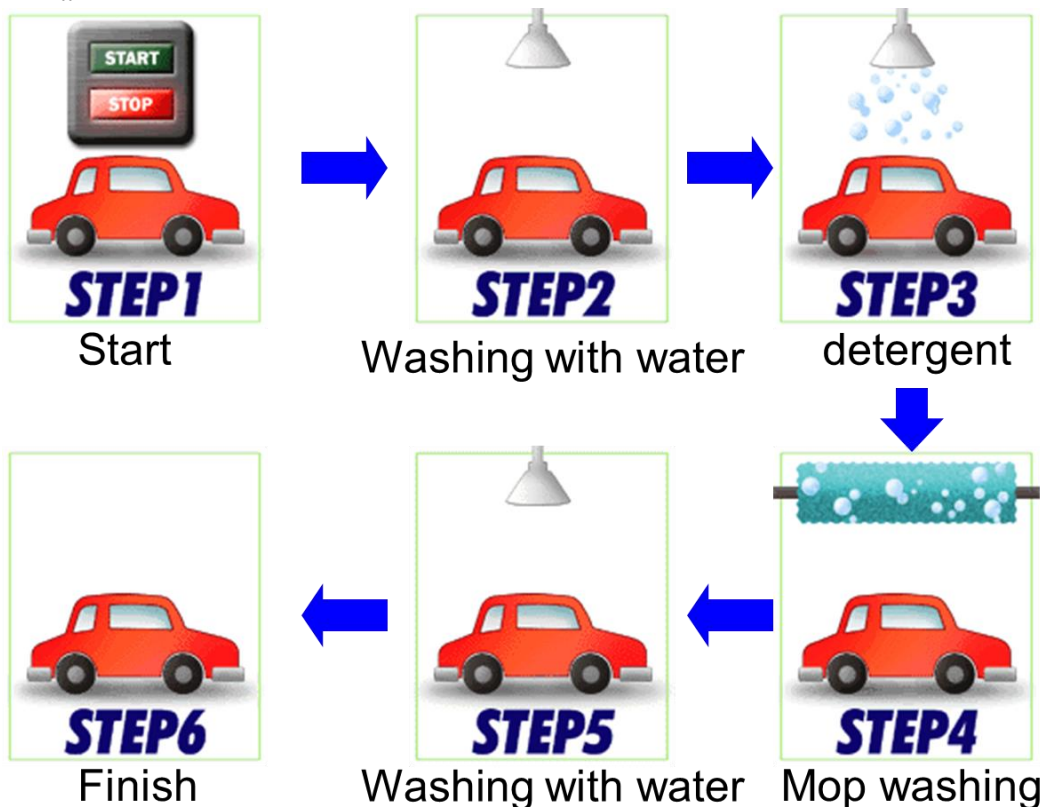 START
STOP
STEP1
Start
STEP2
Washing with water
STEP3
detergent
STEP4
Mop washing
STEP5
Washing with water
STEP6
Finish